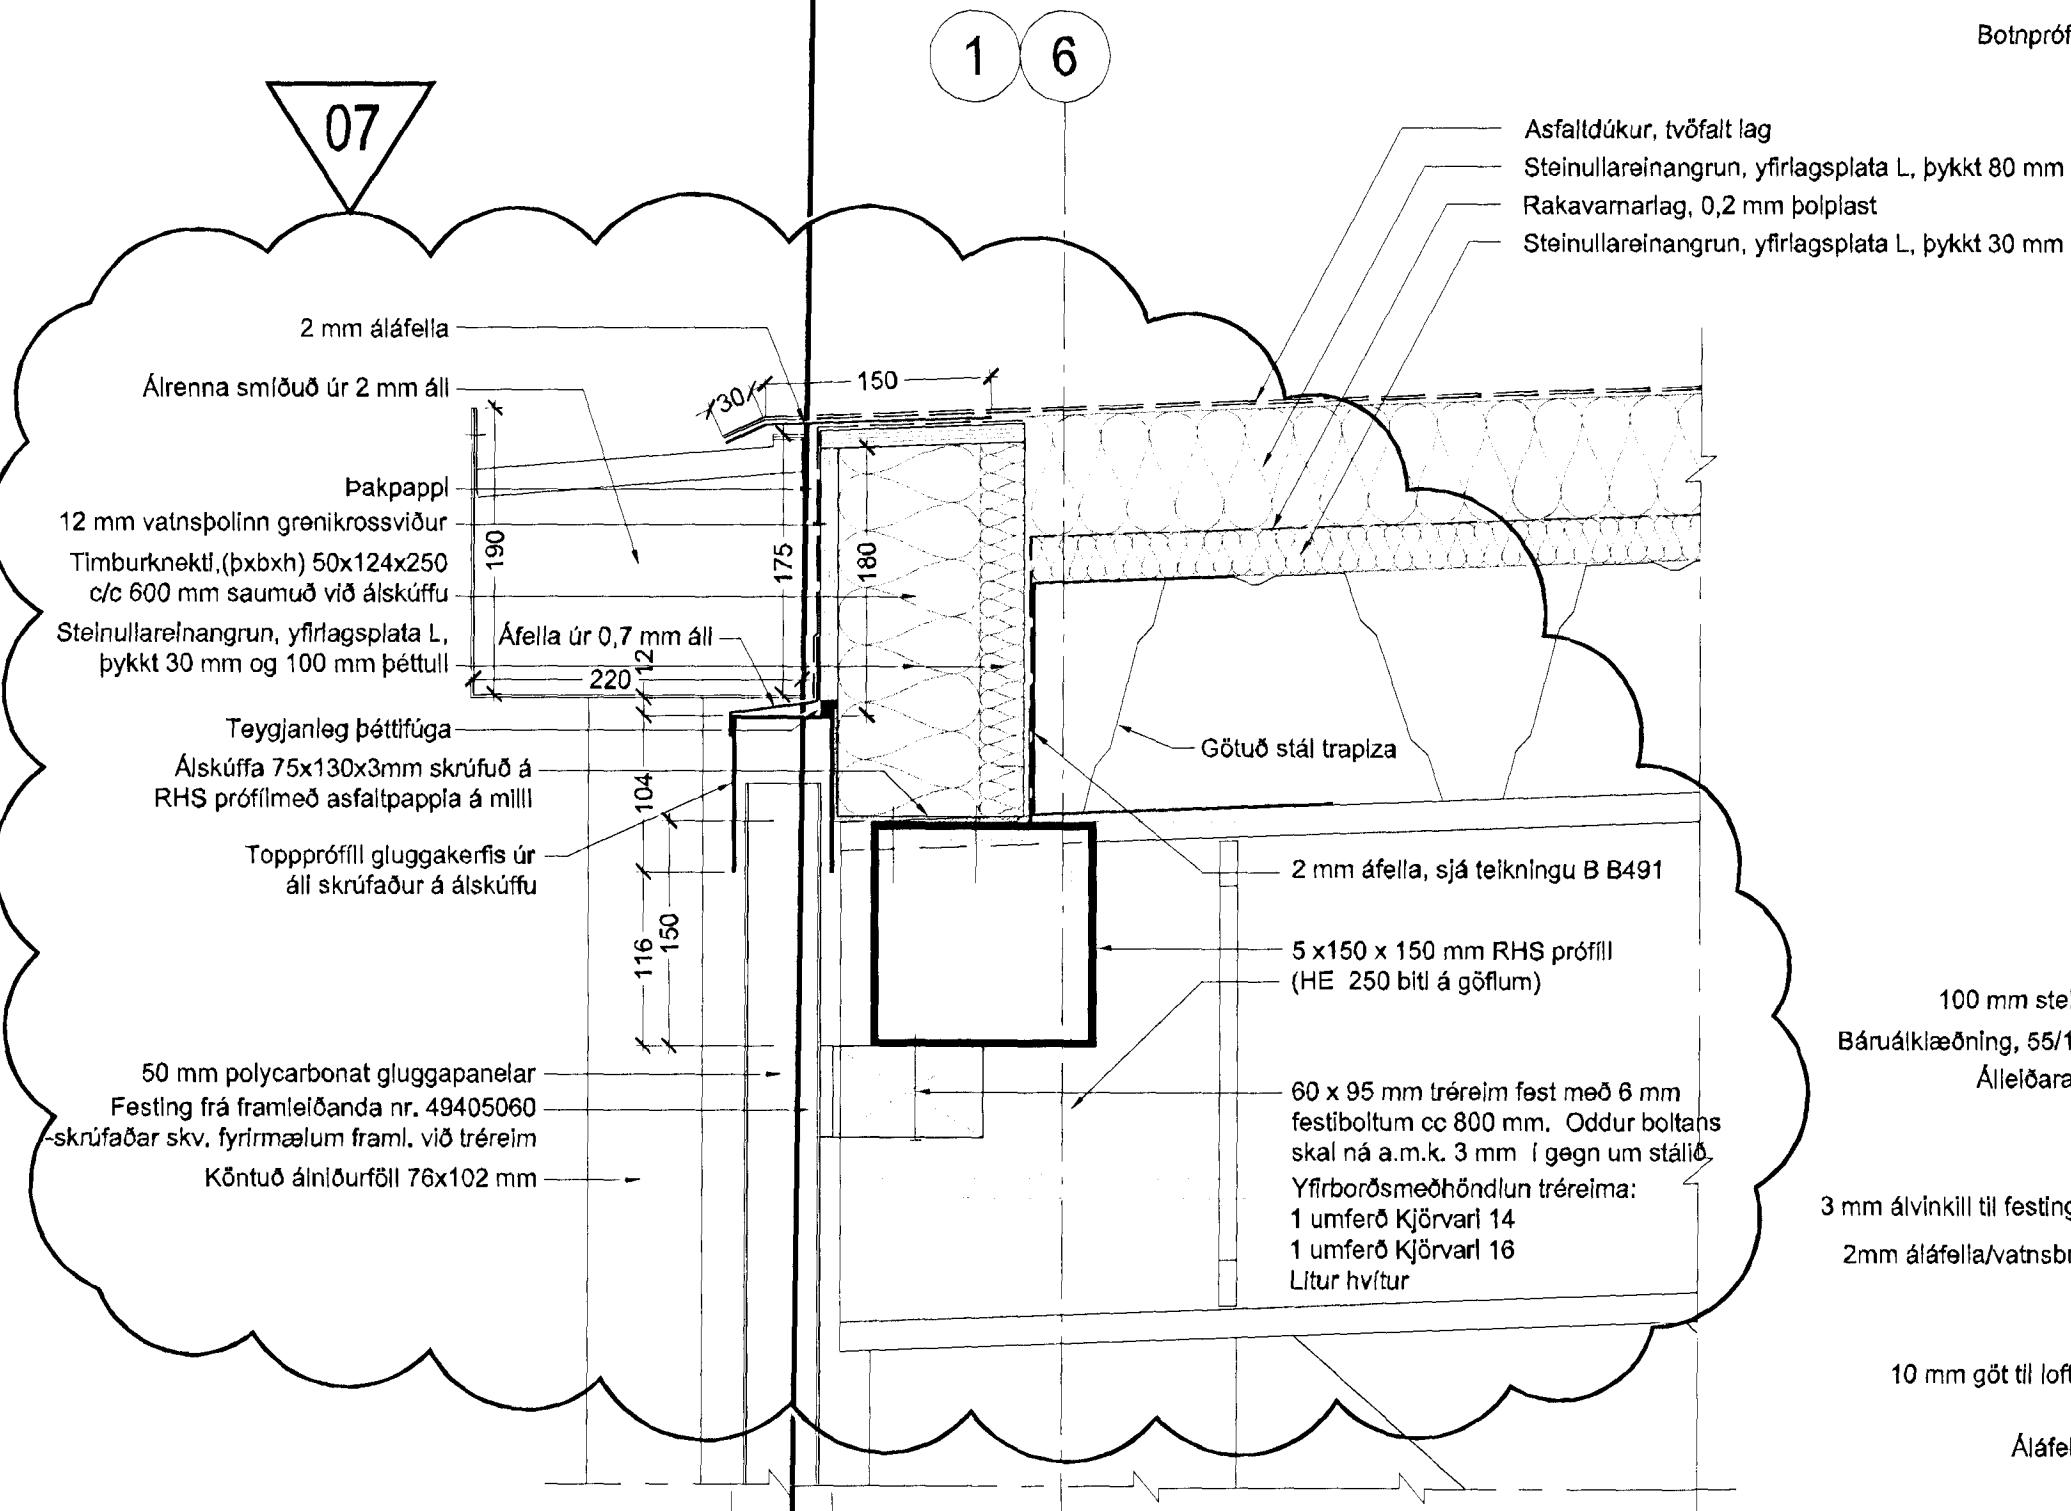 1
6
07
Botnpróf
Asfaltdúkur, tvöfalt lag
Steinullareinangrun, yfirlagsplata L, þykkt 80 mm
Rakavarnarlag, 0,2 mm þolplast
Steinullareinangrun, yfirlagsplata L, þykkt 30 mm
2 mm áláfella
Álrenna smíðuð úr 2 mm áli
30
150
Þakpappi
12 mm vatnsþolinn grenikrossviður
Timburknekti,(þxbxh) 50x124x250
c/c 600 mm saumuð við álskúffu
Steinullareinangrun, yfirlagsplata L,
þykkt 30 mm og 100 mm þéttull
190
175
180
Áfella úr 0,7 mm áli
12
220
Teygjanleg þéttifúga
Álskúffa 75x130x3mm skrúfuð á
RHS prófílmeð asfaltpappia á milli
Toppprófíll gluggakerfis úr
áli skrúfaður á álskúffu
104
116
150
Götuð stál trapiza
2 mm áfella, sjá teikningu B B491
5 x150 x 150 mm RHS prófíll
(HE 250 biti á göflum)
50 mm polycarbonat gluggapanelar
Festing frá framleiðanda nr. 49405060
-skrúfaðar skv. fyrirmælum framl. við tréreim
Köntuð álniðurföll 76x102 mm
60 x 95 mm tréreim fest með 6 mm
festiboltum cc 800 mm. Oddur boltans
skal ná a.m.k. 3 mm í gegn um stálið
Yfirborðsmeðhöndlun tréreima:
1 umferð Kjörvari 14
1 umferð Kjörvari 16
Litur hvítur
100 mm stei
Báruálklæðning, 55/1
Álleiðara
3 mm álvinkill til festing
2mm áláfella/vatnsbr
10 mm göt til loft
Áláfel